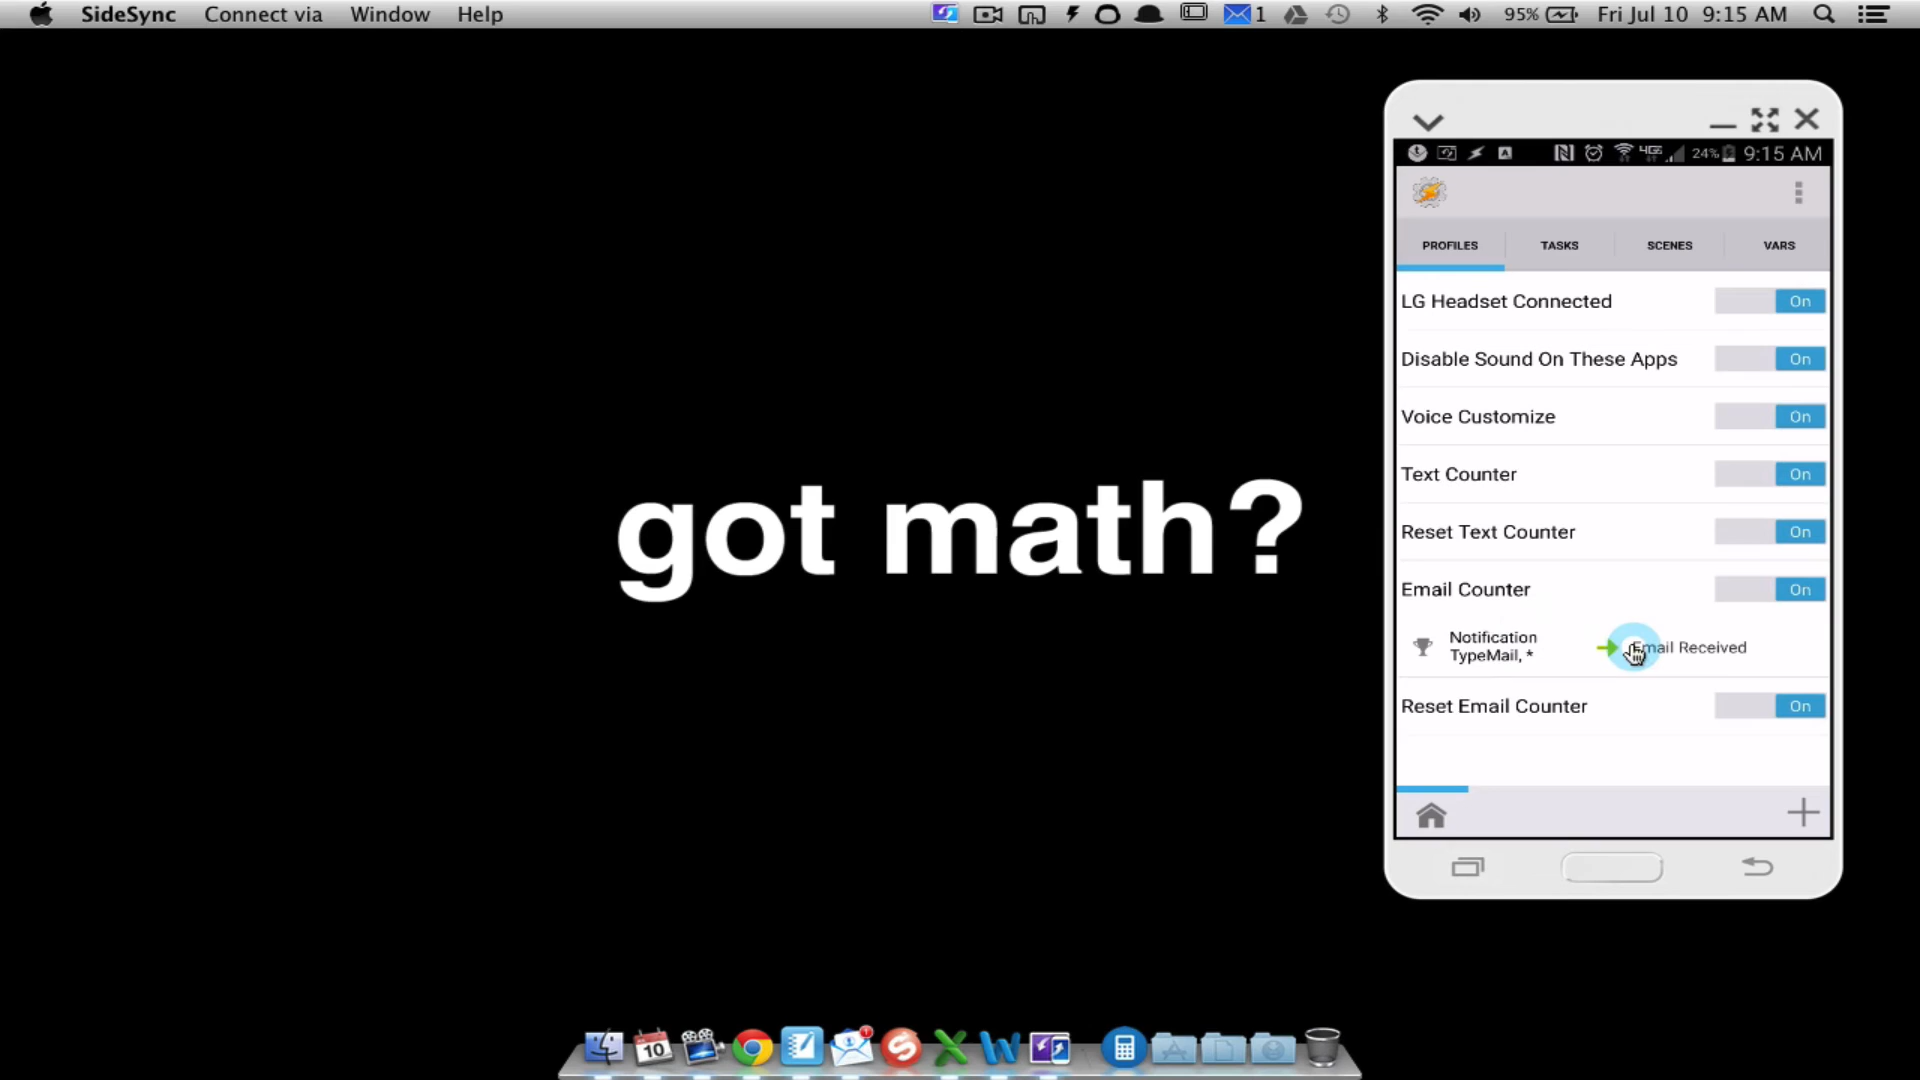 SideSync Connect via Window Help
1 95% Fri Jul 10 9:15 AM
4G 24% 9:15 AM
PROFILES TASKS SCENES VARS
LG Headset Connected On
Disable Sound On These Apps On
Voice Customize On
got math?
Text Counter On
Reset Text Counter On
Email Counter On
Notification
TypeMail, *
Email Received
Reset Email Counter On
10